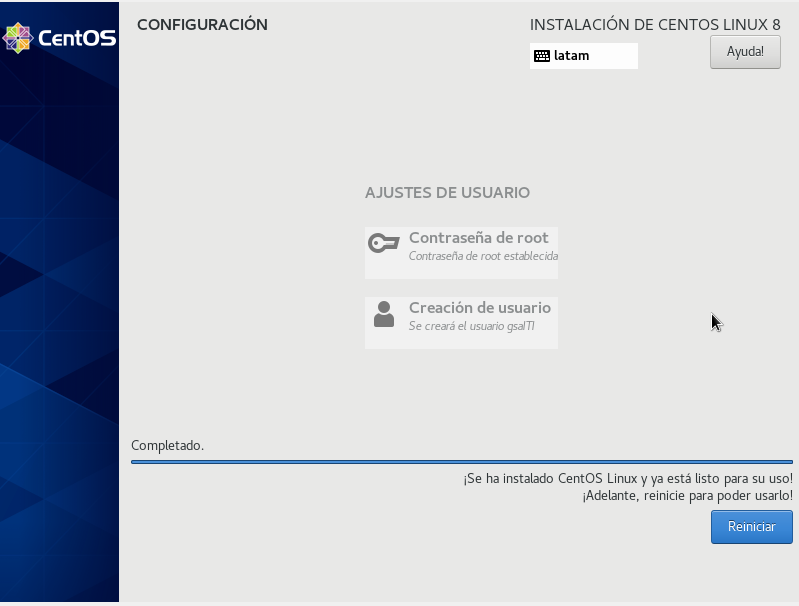 CentOS
CONFIGURACIÓN
INSTALACIÓN DE CENTOS LINUX 8
latam
Ayuda!
AJUSTES DE USUARIO
Contraseña de root
Contraseña de root establecida
Creación de usuario
Se creará el usuario gsaITI
Completado.
¡Se ha instalado CentOS Linux y ya está listo para su uso!
¡Adelante, reinicie para poder usarlo!
Reiniciar